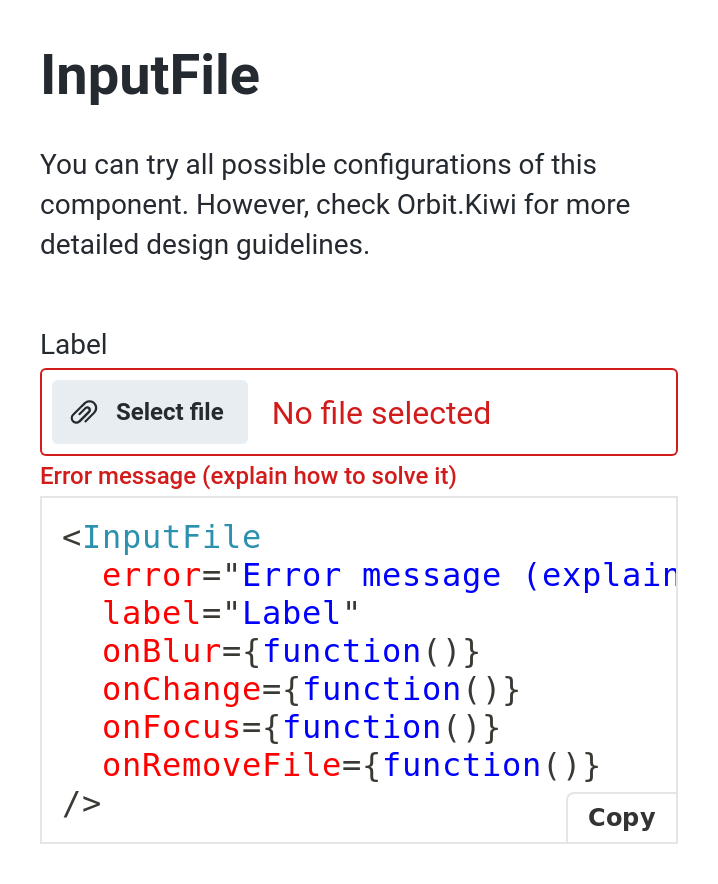 InputFile
You can try all possible configurations of this
component. However, check Orbit.Kiwi for more
detailed design guidelines.
Label
Select file
No file selected
Error message (explain how to solve it)
<InputFile
  error="Error message (explain
  label="Label"
  onBlur={function()}
  onChange={function()}
  onFocus={function()}
  onRemoveFile={function()}
/>
Copy